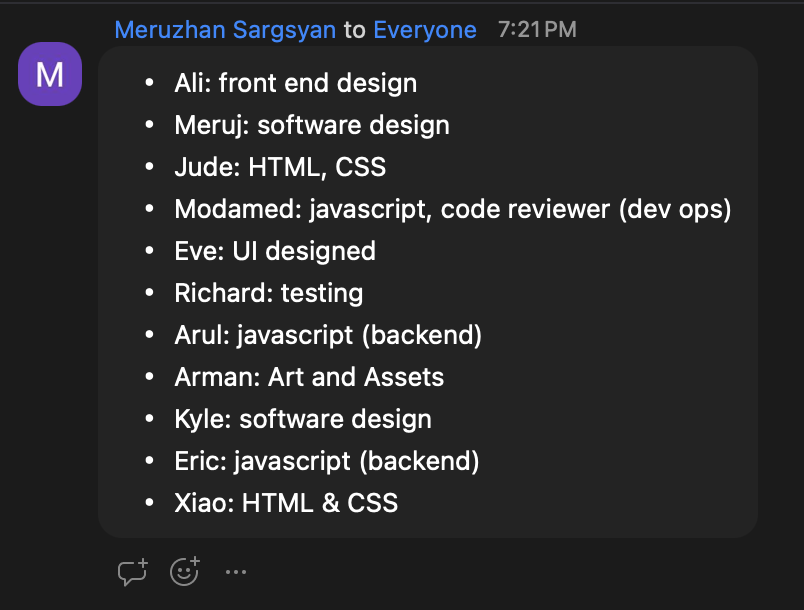 Meruzhan Sargsyan to Everyone 7:21 PM
M
• Ali: front end design
• Meruj: software design
• Jude: HTML, CSS
• Modamed: javascript, code reviewer (dev ops)
• Eve: UI designed
• Richard: testing
• Arul: javascript (backend)
• Arman: Art and Assets
• Kyle: software design
• Eric: javascript (backend)
• Xiao: HTML & CSS